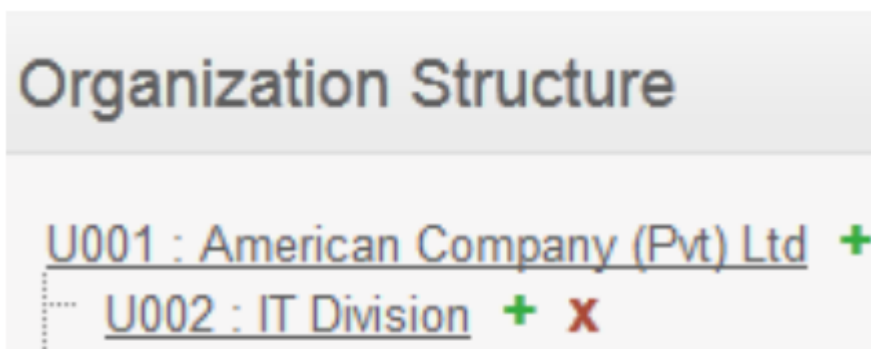 Organization Structure
U001 : American Company (Pvt) Ltd +
U002 : IT Division + x